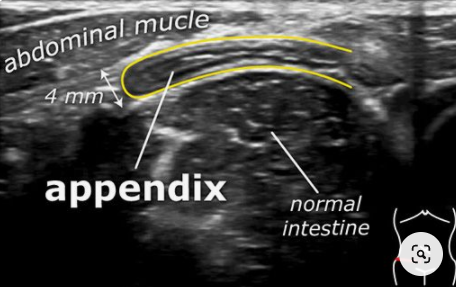 abdominal mucle
4 mm
appendix
normal
intestine